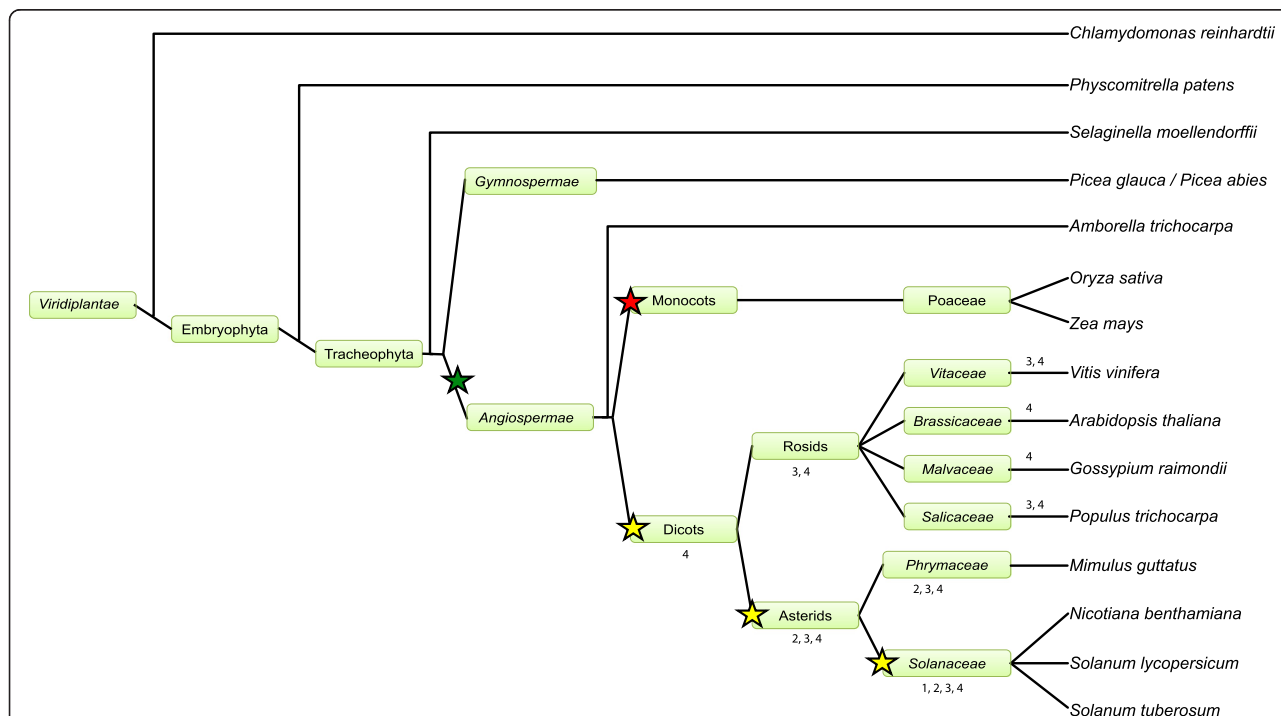 Chlamydomonas reinhardtii
Physcomitrella patens
Selaginella moellendorffii
Gymnospermae
Picea glauca / Picea abies
Amborella trichocarpa
Oryza sativa
Viridiplantae
Monocots
Poaceae
Embryophyta
Zea mays
Tracheophyta
3, 4
Vitaceae
Vitis vinifera
4
Angiospermae
Brassicaceae
Arabidopsis thaliana
Rosids
3, 4
4
Malvaceae
Gossypium raimondii
3, 4
Salicaceae
Populus trichocarpa
Dicots
4
Phrymaceae
2, 3, 4
Mimulus guttatus
Asterids
2, 3, 4
Nicotiana benthamiana
Solanaceae
1, 2, 3, 4
Solanum lycopersicum
Solanum tuberosum